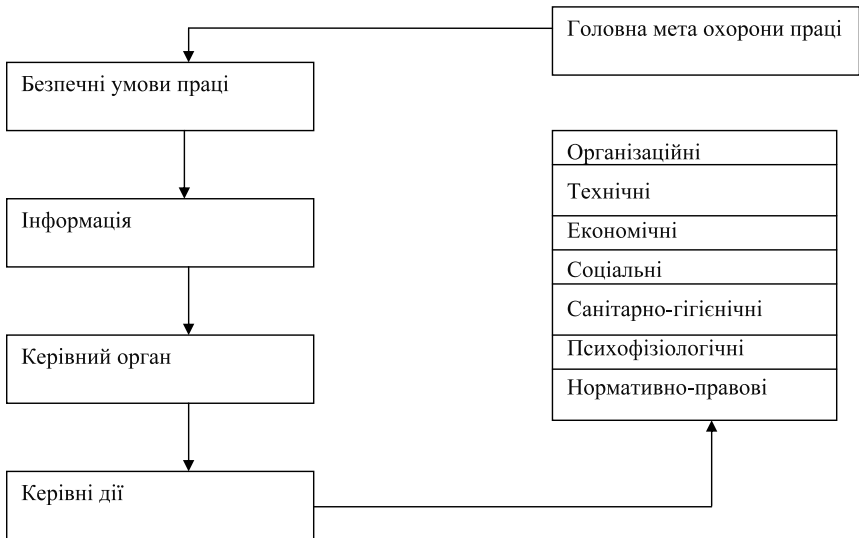 Головна мета охорони праці
Безпечні умови праці
Інформація
Керівний орган
Керівні дії
Організаційні
Технічні
Економічні
Соціальні
Санітарно-гігієнічні
Психофізіологічні
Нормативно-правові